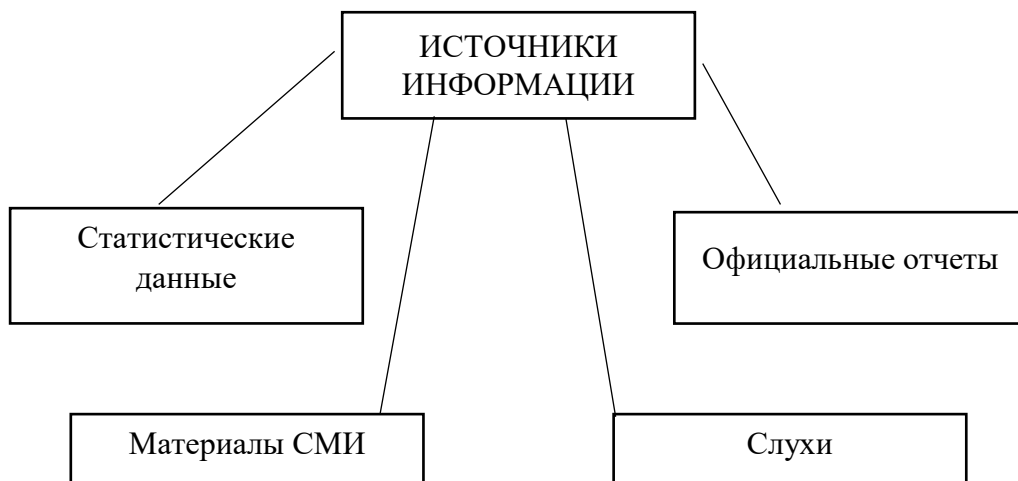 ИСТОЧНИКИ
ИНФОРМАЦИИ
Статистические
данные
Официальные отчеты
Материалы СМИ
Слухи